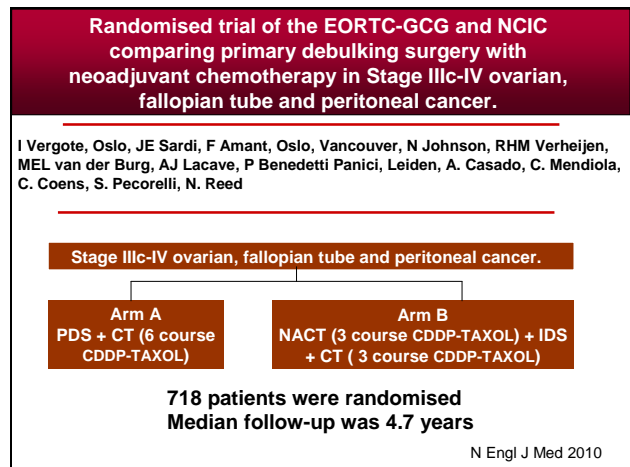 Randomised trial of the EORTC-GCG and NCIC
comparing primary debulking surgery with
neoadjuvant chemotherapy in Stage IIIc-IV ovarian,
fallopian tube and peritoneal cancer.
I Vergote, Oslo, JE Sardi, F Amant, Oslo, Vancouver, N Johnson, RHM Verheijen,
MEL van der Burg, AJ Lacave, P Benedetti Panici, Leiden, A. Casado, C. Mendiola,
C. Coens, S. Pecorelli, N. Reed
Stage IIIc-IV ovarian, fallopian tube and peritoneal cancer.
Arm A
PDS + CT (6 course
CDDP-TAXOL)
Arm B
NACT (3 course CDDP-TAXOL) + IDS
+ CT ( 3 course CDDP-TAXOL)
718 patients were randomised
Median follow-up was 4.7 years
N Engl J Med 2010